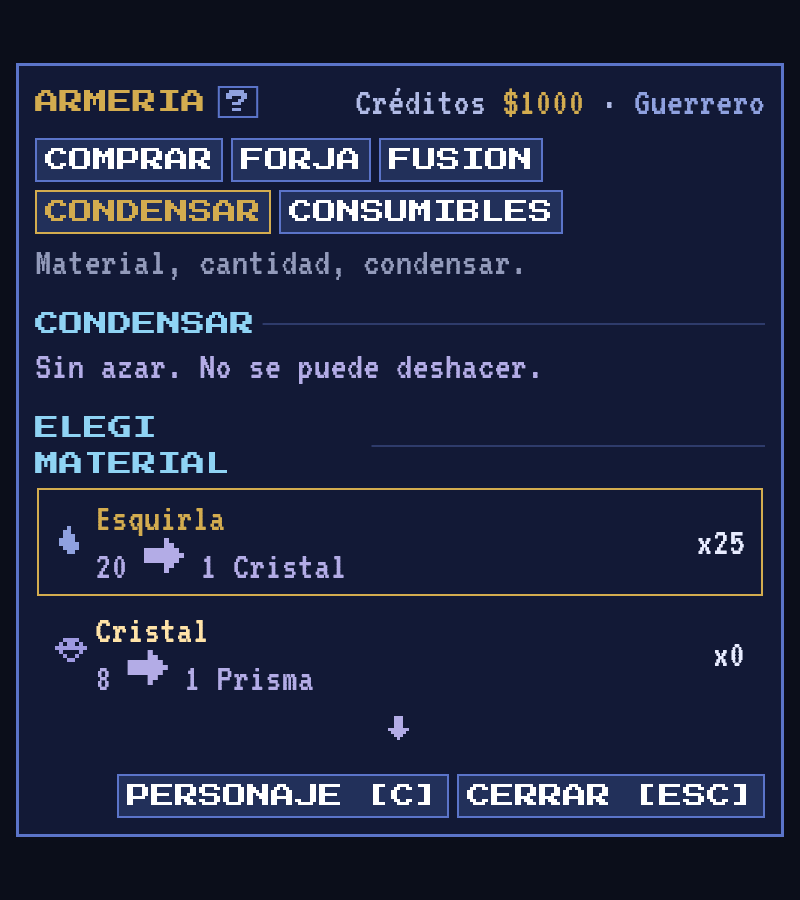 ARMERIA ? Créditos $1000 · Guerrero
COMPRAR FORJA FUSION
CONDENSAR CONSUMIBLES
Material, cantidad, condensar.
CONDENSAR
Sin azar. No se puede deshacer.
ELEGI
MATERIAL
Esquirla
20 1 Cristal x25
Cristal
8 1 Prisma x0
PERSONAJE [C] CERRAR [ESC]